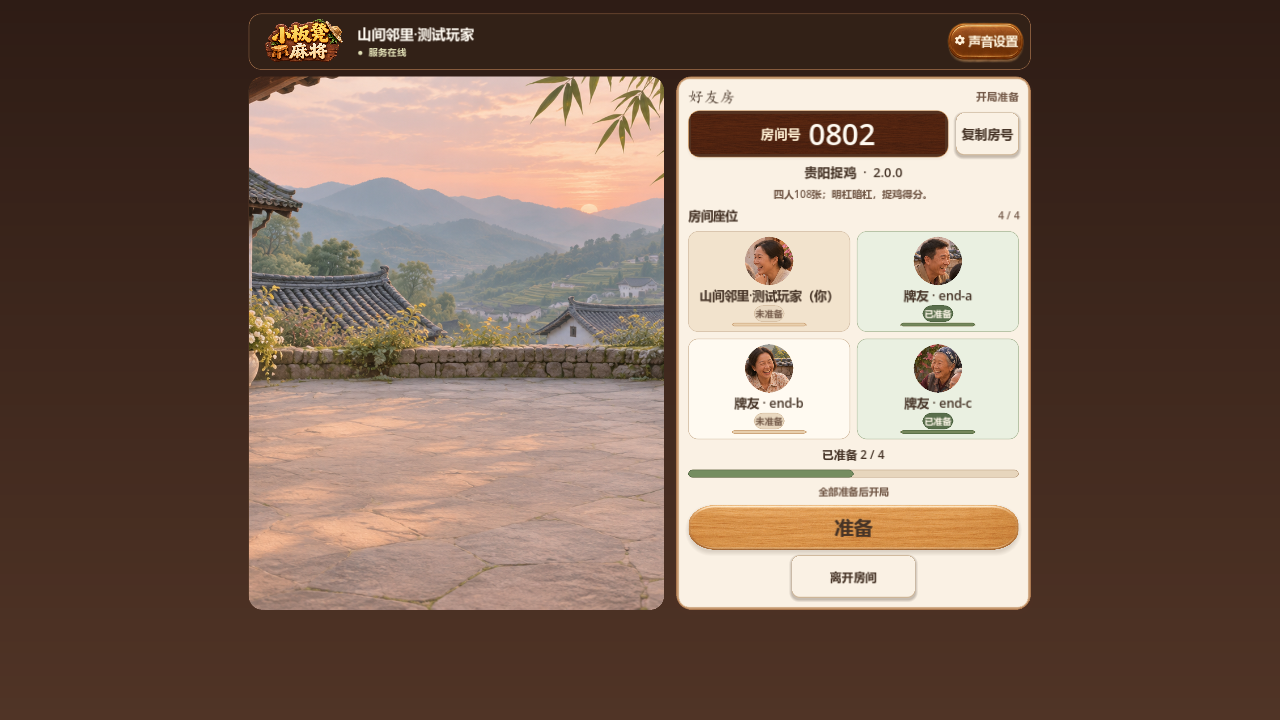 小板凳
麻将
山间邻里·测试玩家
服务在线
声音设置
好友房
开局准备
房间号 0802
复制房号
贵阳捉鸡 · 2.0.0
四人108张；明杠暗杠，捉鸡得分。
房间座位
4 / 4
山间邻里·测试玩家（你）
未准备
牌友 · end-a
已准备
牌友 · end-b
未准备
牌友 · end-c
已准备
已准备 2 / 4
全部准备后开局
准备
离开房间